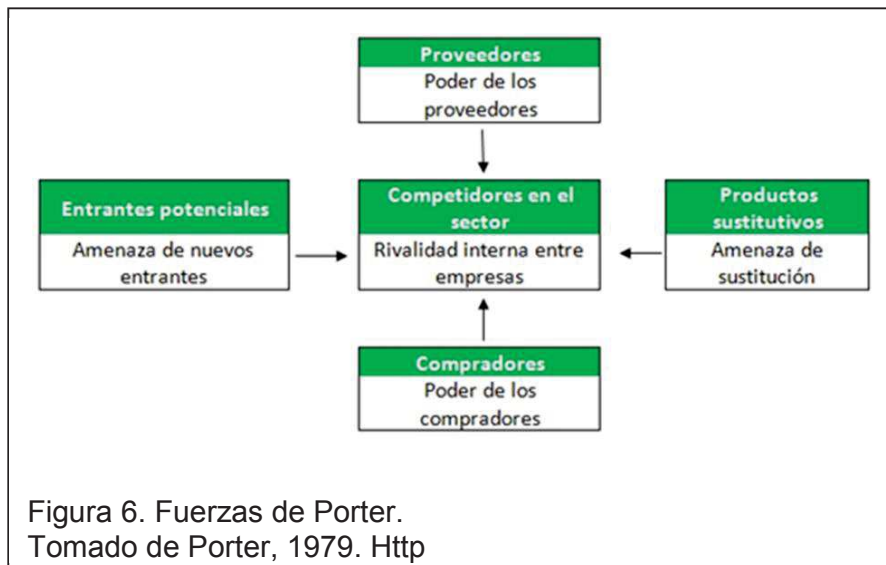 Proveedores
Poder de los
proveedores
Entrantes potenciales
Amenaza de nuevos
entrantes
Competidores en el
sector
Rivalidad interna entre
empresas
Productos
sustitutivos
Amenaza de
sustitución
Compradores
Poder de los
compradores
Figura 6. Fuerzas de Porter.
Tomado de Porter, 1979. Http